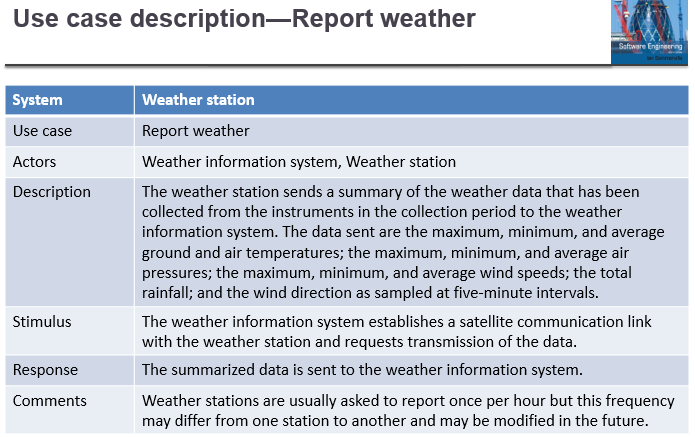 Use case description—Report weather
Software Engineering
Ian Sommerville
System Weather station
Use case Report weather
Actors Weather information system, Weather station
Description The weather station sends a summary of the weather data that has been
collected from the instruments in the collection period to the weather
information system. The data sent are the maximum, minimum, and average
ground and air temperatures; the maximum, minimum, and average air
pressures; the maximum, minimum, and average wind speeds; the total
rainfall; and the wind direction as sampled at five-minute intervals.
Stimulus The weather information system establishes a satellite communication link
with the weather station and requests transmission of the data.
Response The summarized data is sent to the weather information system.
Comments Weather stations are usually asked to report once per hour but this frequency
may differ from one station to another and may be modified in the future.